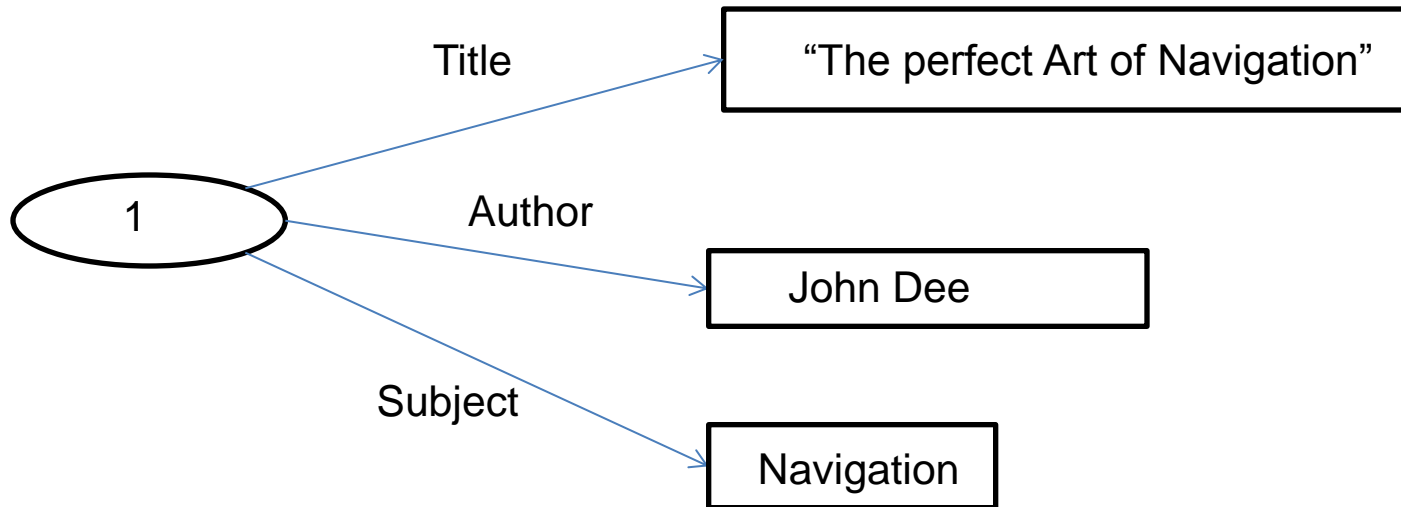 Title
“The perfect Art of Navigation”
1
Author
John Dee
Subject
Navigation